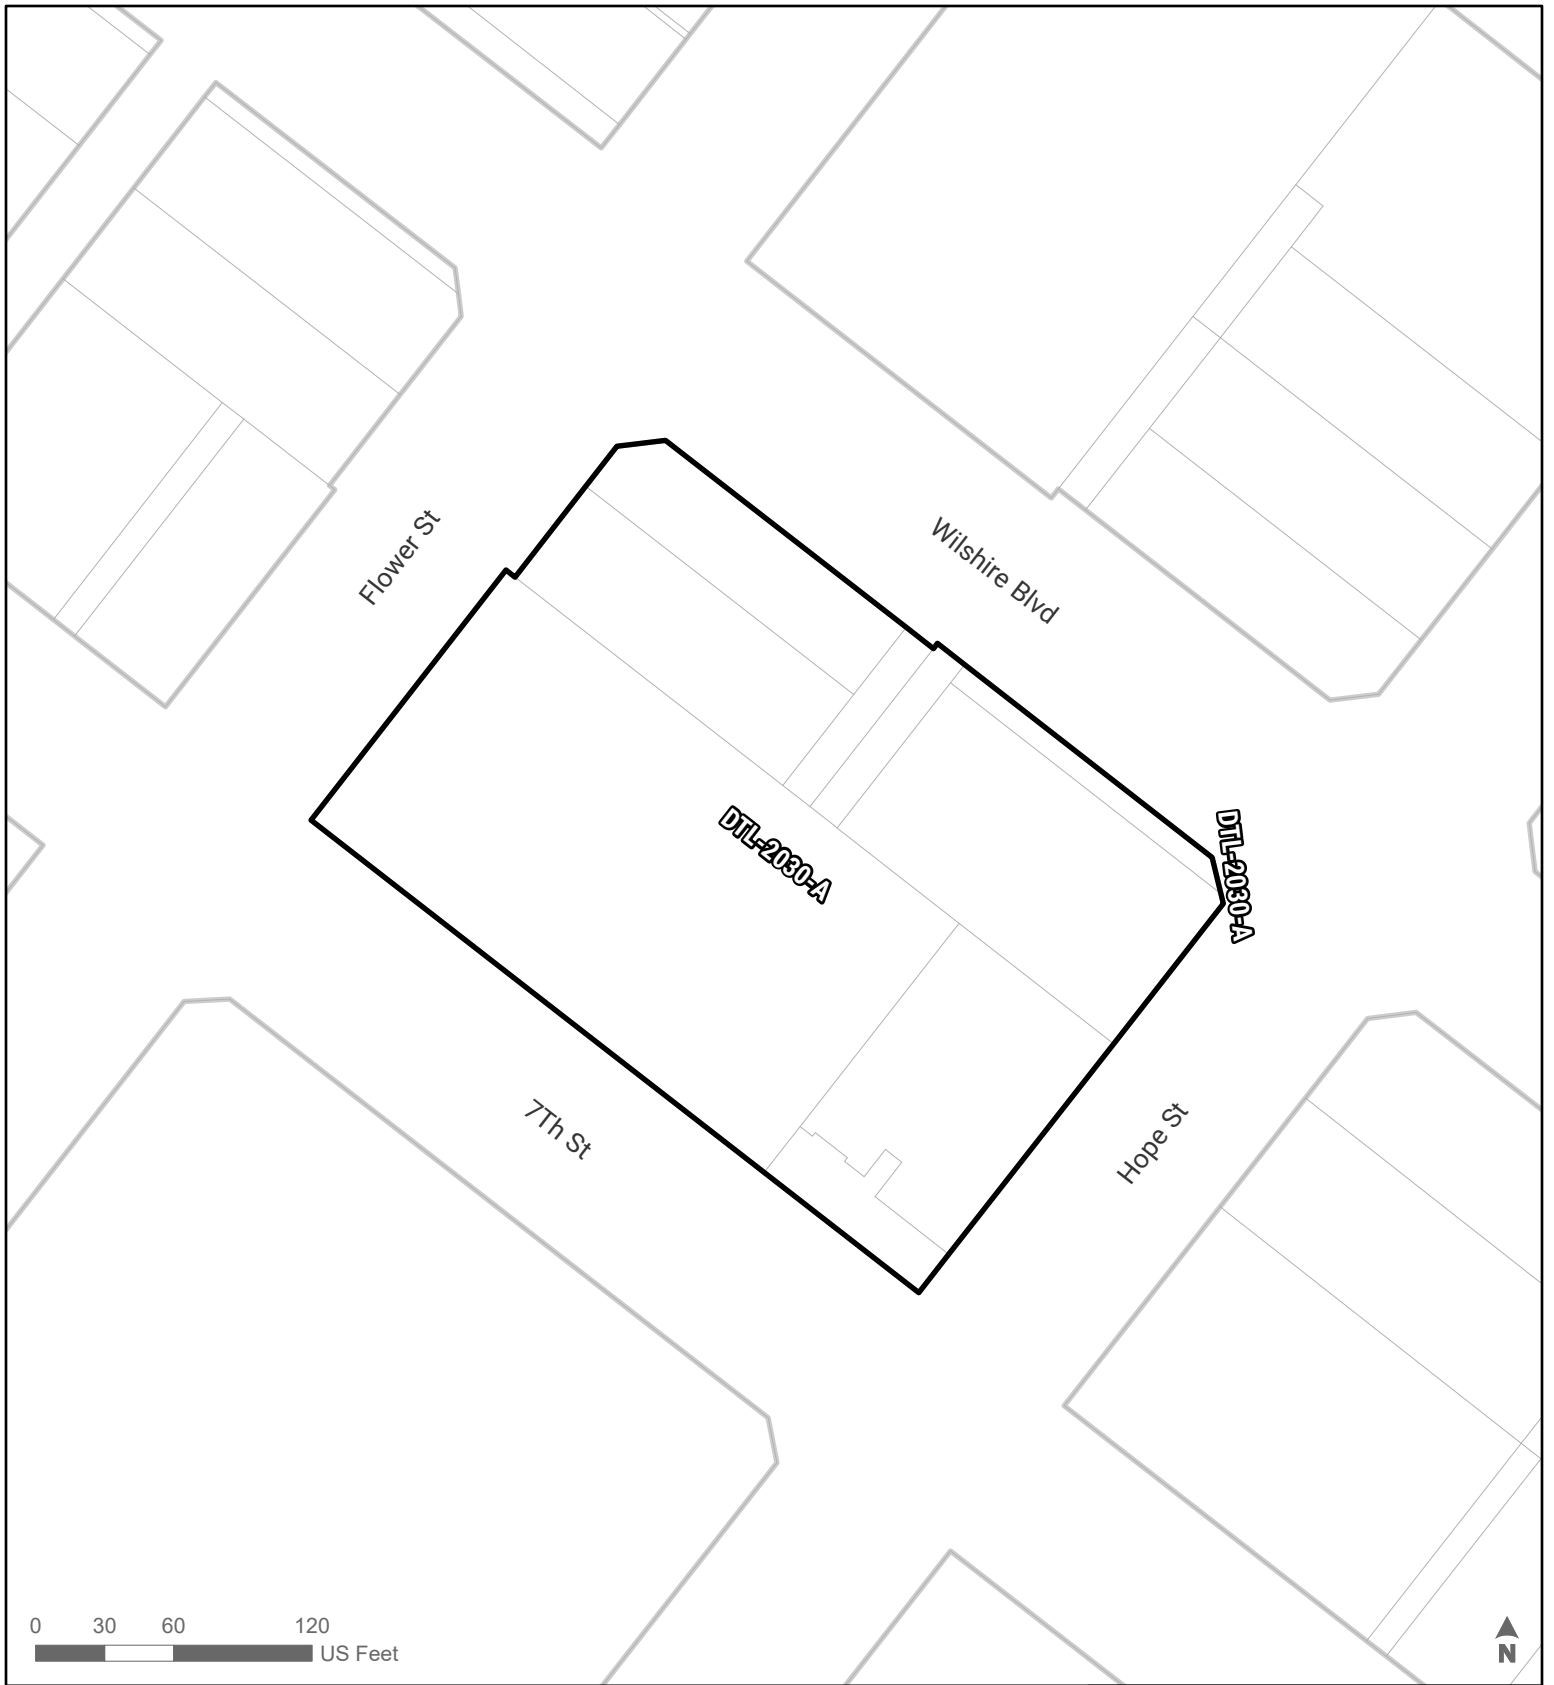 Flower St
Wilshire Blvd
DTL-2030-A
DTL-2030-A
7Th St
Hope St
0 30 60 120
US Feet
N